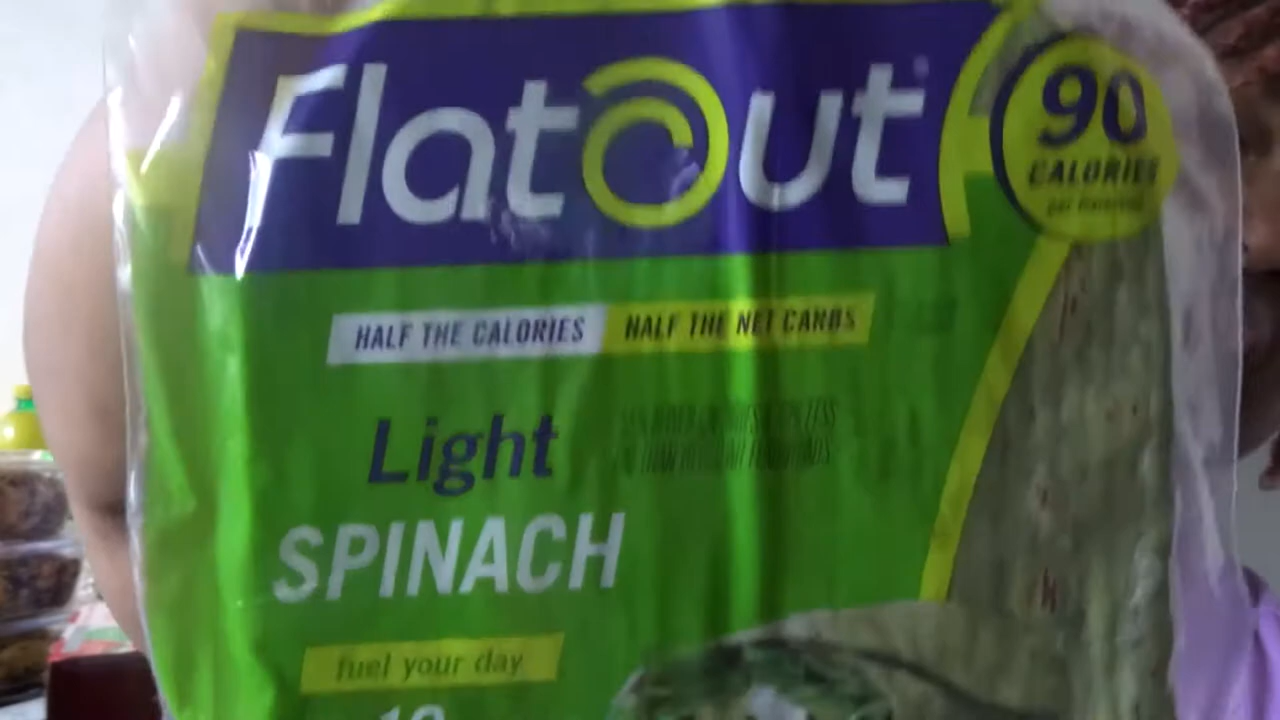 FlatOut
90
CALORIES
HALF THE CALORIES HALF THE NET CARBS
Light
SPINACH
fuel your day